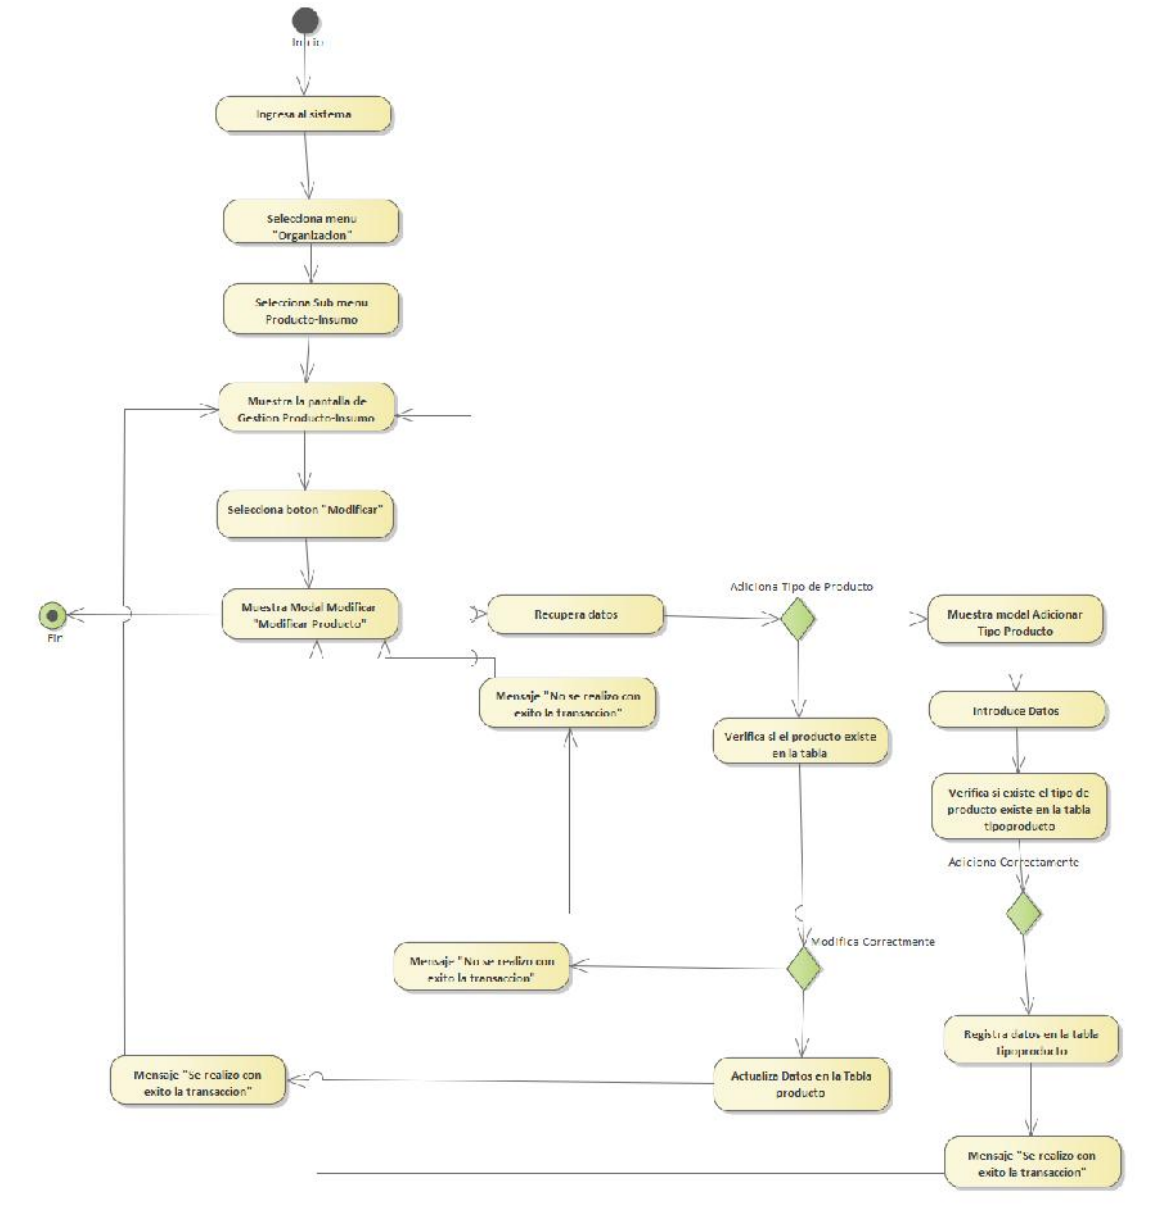 Inicio
Ingresa al sistema
Selecciona menu
"Organizacion"
Selecciona Sub menu
Producto-Insumo
Muestra la pantalla de
Gestion Producto-Insumo
Selecciona boton "Modificar"
Muestra Modal Modificar
"Modificar Producto"
Fin
Recupera datos
Adiciona Tipo de Producto
Muestra modal Adicionar
Tipo Producto
Mensaje "No se realizo con
exito la transaccion"
Introduce Datos
Verifica si el producto existe
en la tabla
Verifica si existe el tipo de
producto existe en la tabla
tipoproducto
Adiciona Correctamente
Modifica Correctmente
Mensaje "No se realizo con
exito la transaccion"
Registra datos en la tabla
tipoproducto
Mensaje "Se realizo con
exito la transaccion"
Actualiza Datos en la Tabla
producto
Mensaje "Se realizo con
exito la transaccion"